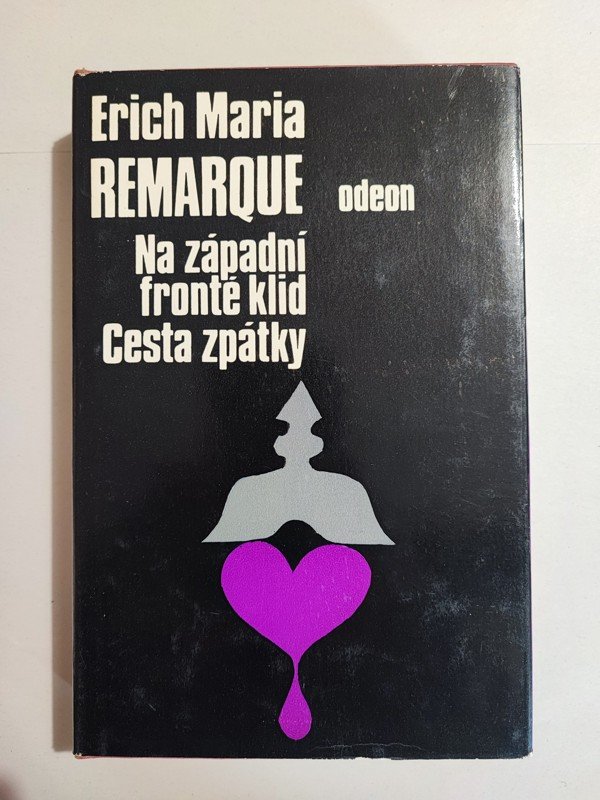 Erich Maria
REMARQUE
odeon
Na západní
frontě klid
Cesta zpátky